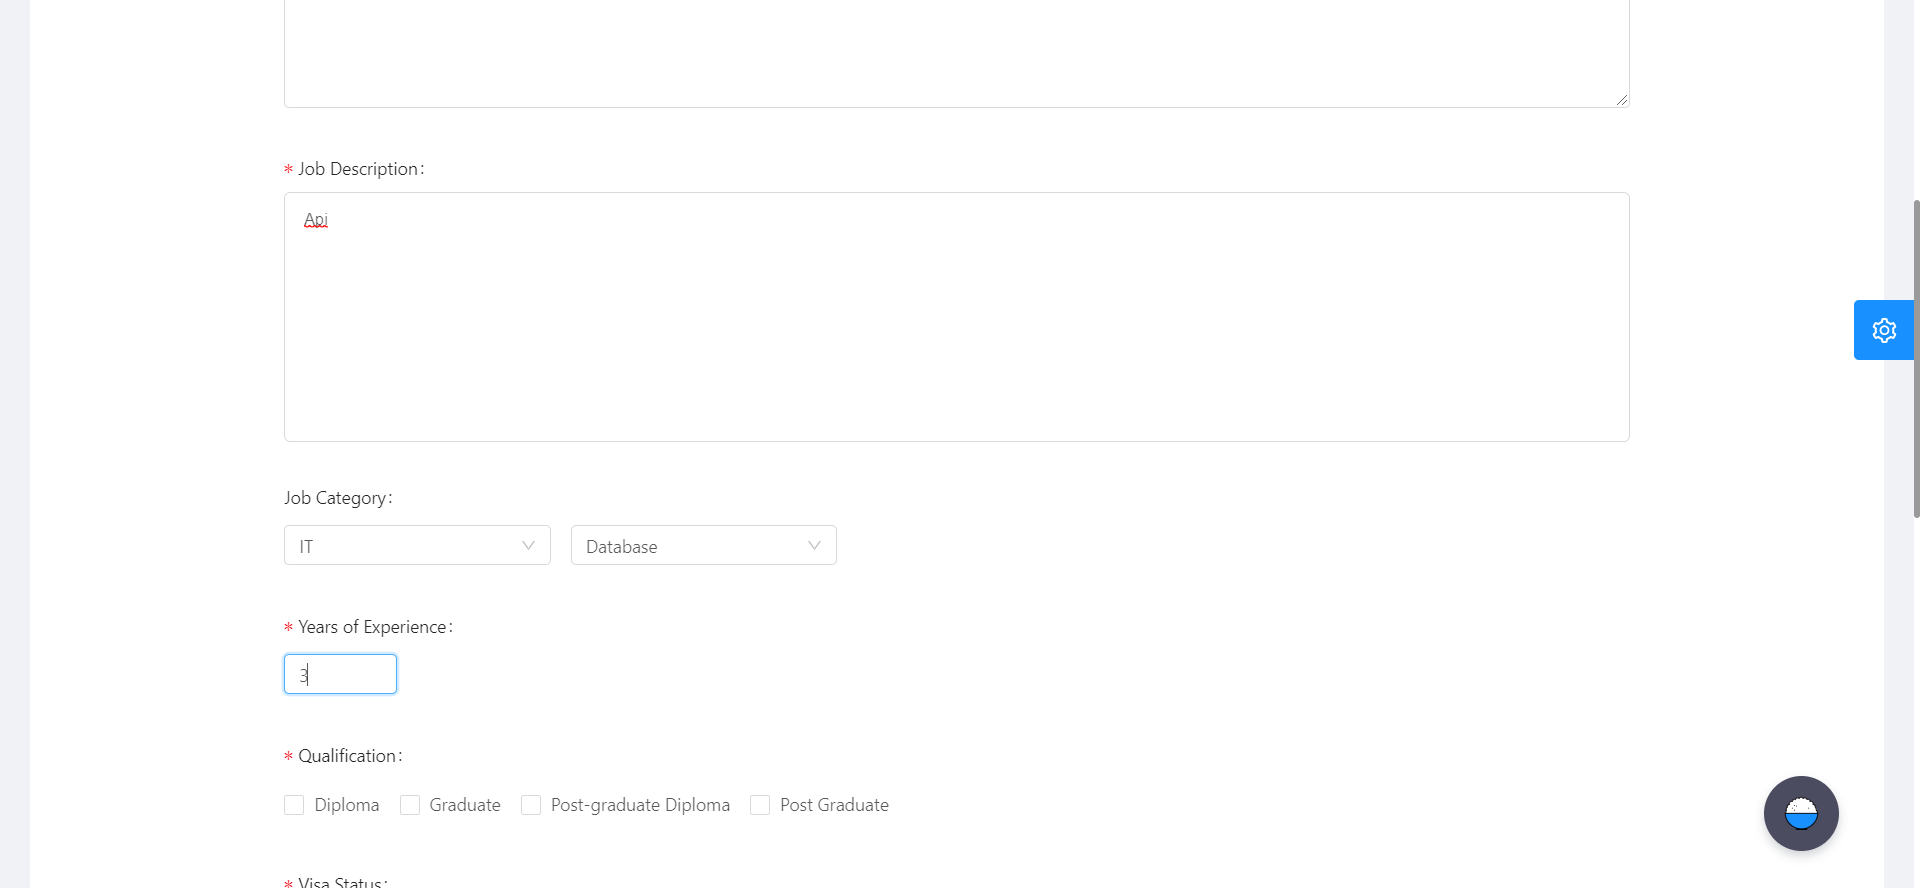 * Job Description:
Api
Job Category:
IT
Database
* Years of Experience:
3
* Qualification:
Diploma Graduate Post-graduate Diploma Post Graduate
* Visa Status: